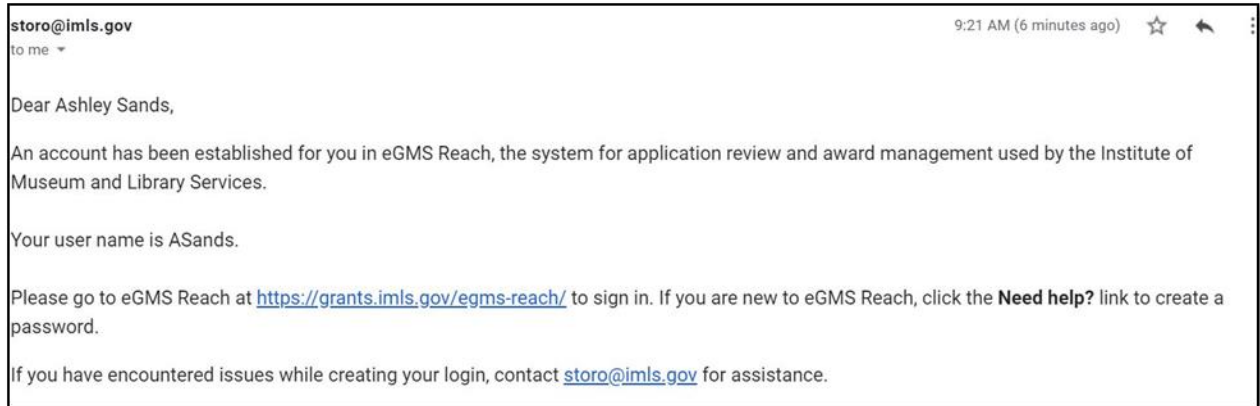 storo@imls.gov
9:21 AM (6 minutes ago)
to me
Dear Ashley Sands,
An account has been established for you in eGMS Reach, the system for application review and award management used by the Institute of
Museum and Library Services.
Your user name is ASands.
Please go to eGMS Reach at https://grants.imls.gov/egms-reach/ to sign in. If you are new to eGMS Reach, click the Need help? link to create a
password.
If you have encountered issues while creating your login, contact storo@imls.gov for assistance.